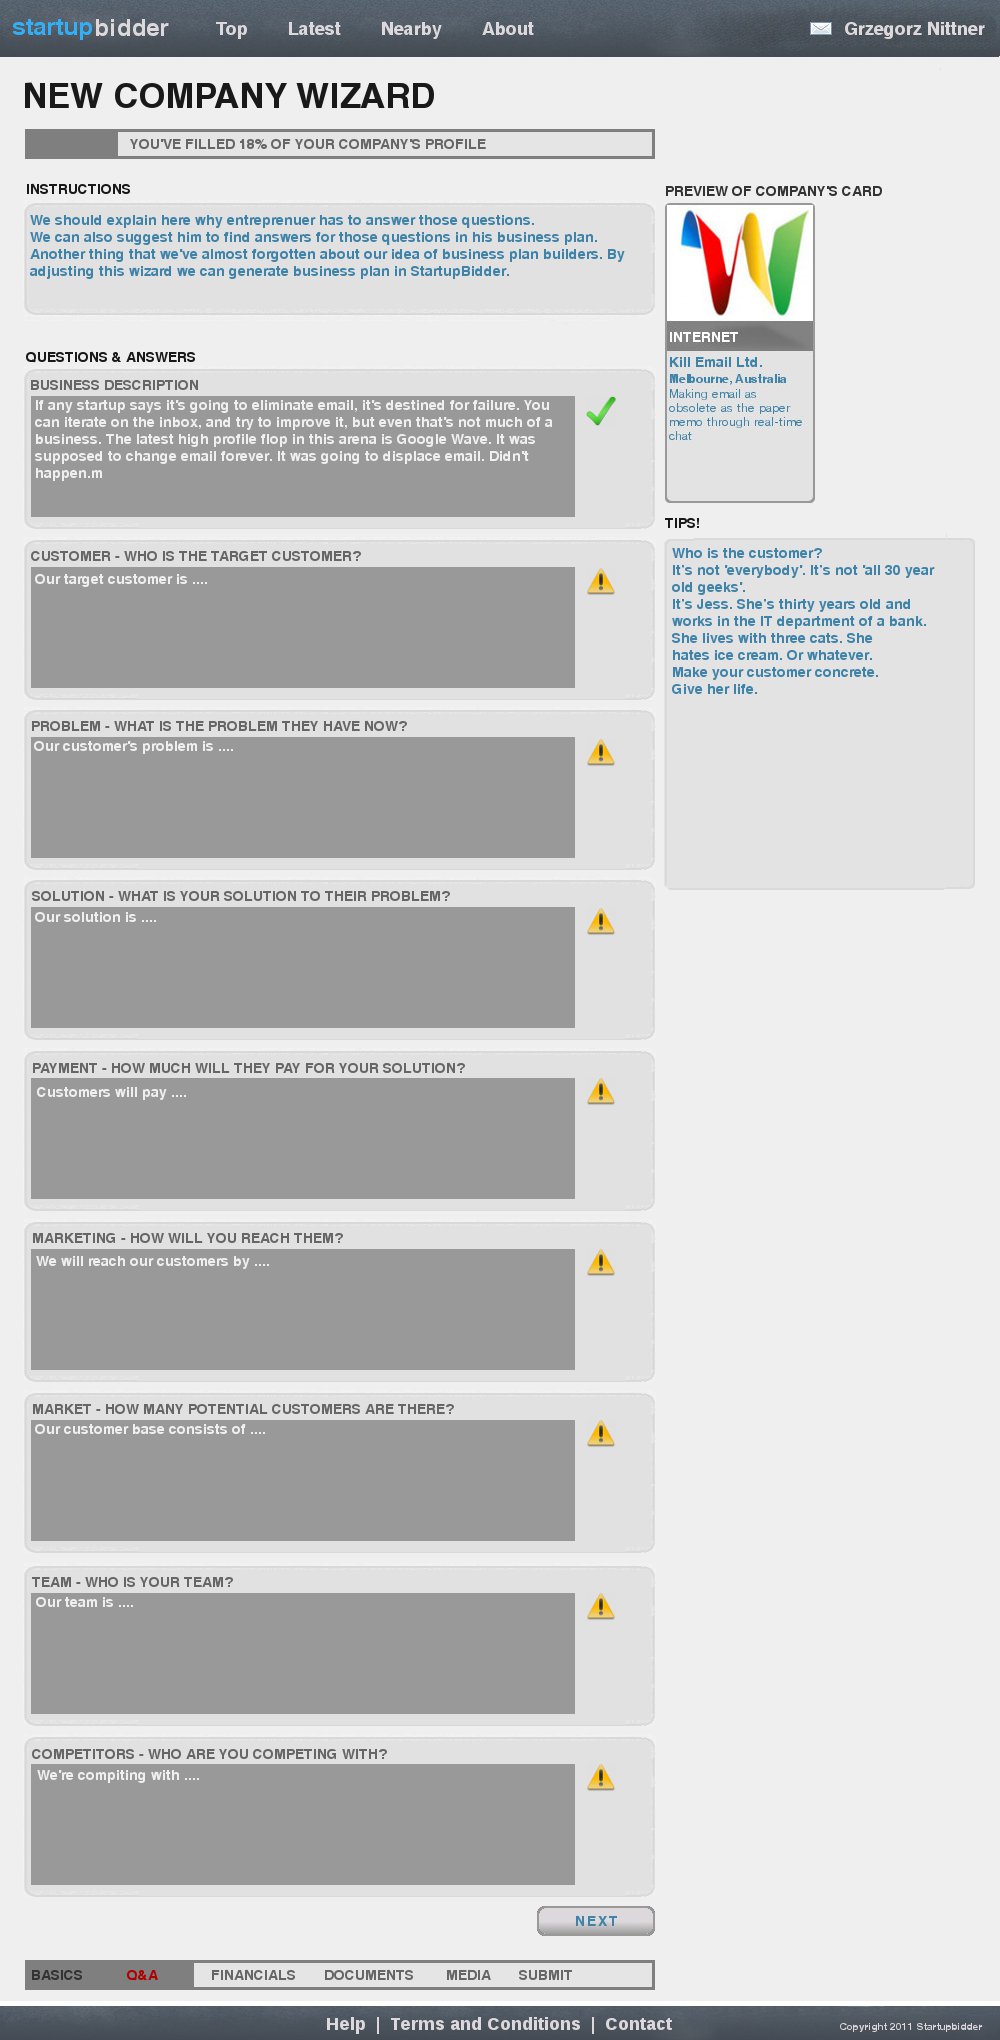 startupbidder Top Latest Nearby About Grzegorz Nittner
NEW COMPANY WIZARD
YOU'VE FILLED 18% OF YOUR COMPANY'S PROFILE
INSTRUCTIONS
We should explain here why entreprenuer has to answer those questions.
We can also suggest him to find answers for those questions in his business plan.
Another thing that we've almost forgotten about our idea of business plan builders. By
adjusting this wizard we can generate business plan in StartupBidder.
QUESTIONS & ANSWERS
BUSINESS DESCRIPTION
If any startup says it's going to eliminate email, it's destined for failure. You
can iterate on the inbox, and try to improve it, but even that's not much of a
business. The latest high profile flop in this arena is Google Wave. It was
supposed to change email forever. It was going to displace email. Didn't
happen.m
CUSTOMER - WHO IS THE TARGET CUSTOMER?
Our target customer is ....
PROBLEM - WHAT IS THE PROBLEM THEY HAVE NOW?
Our customer's problem is ....
SOLUTION - WHAT IS YOUR SOLUTION TO THEIR PROBLEM?
Our solution is ....
PAYMENT - HOW MUCH WILL THEY PAY FOR YOUR SOLUTION?
Customers will pay ....
MARKETING - HOW WILL YOU REACH THEM?
We will reach our customers by ....
MARKET - HOW MANY POTENTIAL CUSTOMERS ARE THERE?
Our customer base consists of ....
TEAM - WHO IS YOUR TEAM?
Our team is ....
COMPETITORS - WHO ARE YOU COMPETING WITH?
We're compiting with ....
NEXT
BASICS Q&A FINANCIALS DOCUMENTS MEDIA SUBMIT
PREVIEW OF COMPANY'S CARD
INTERNET
Kill Email Ltd.
Melbourne, Australia
Making email as
obsolete as the paper
memo through real-time
chat
TIPS!
Who is the customer?
It's not 'everybody'. It's not 'all 30 year
old geeks'.
It's Jess. She's thirty years old and
works in the IT department of a bank.
She lives with three cats. She
hates ice cream. Or whatever.
Make your customer concrete.
Give her life.
Help | Terms and Conditions | Contact
Copyright 2011 Startupbidder